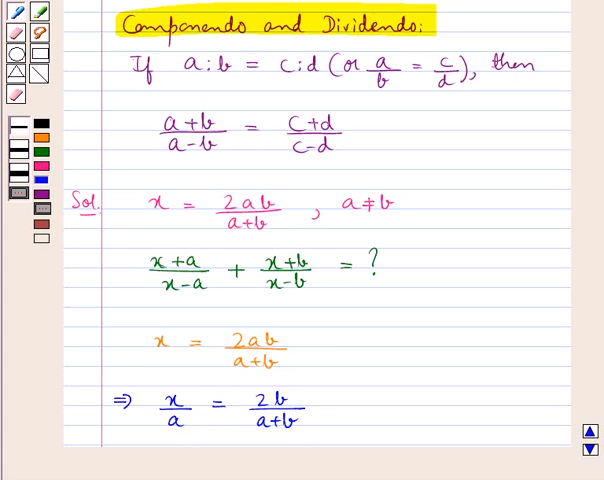 Componendo and Dividendo:
If a:b = c:d (or a/b = c/d), then
(a+b)/(a-b) = (c+d)/(c-d)
Sol. x = 2ab/(a+b), a≠b
(x+a)/(x-a) + (x+b)/(x-b) = ?
x = 2ab/(a+b)
⇒ x/a = 2b/(a+b)